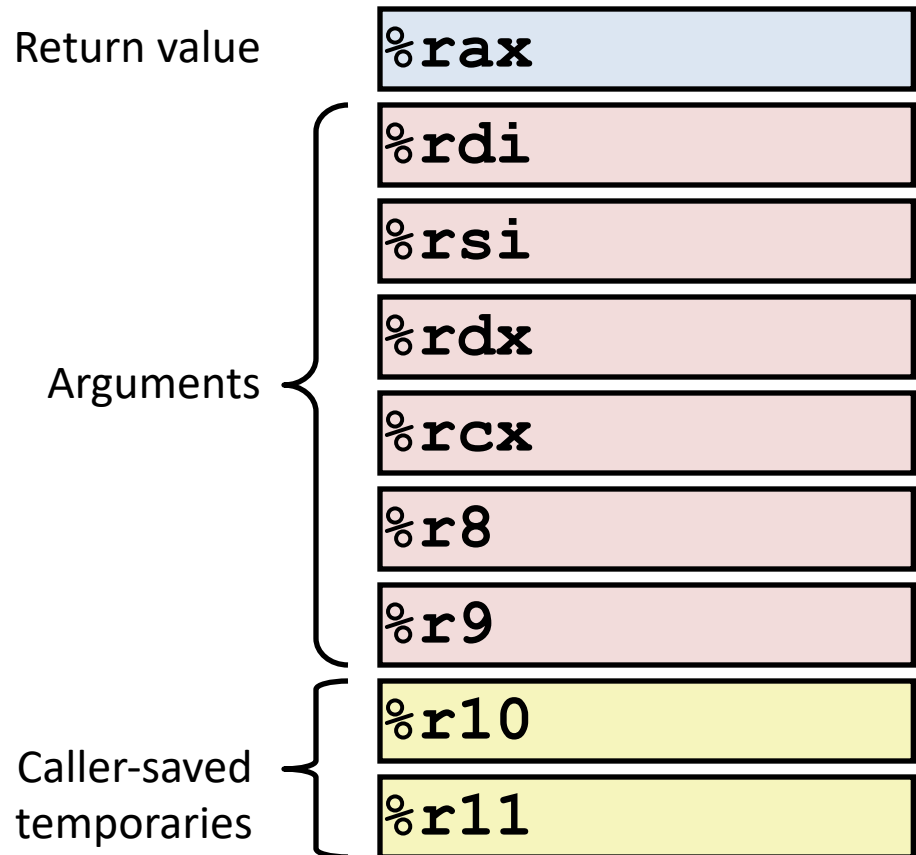 Return value
%rax
%rdi
%rsi
%rdx
Arguments
%rcx
%r8
%r9
%r10
Caller-saved
temporaries
%r11